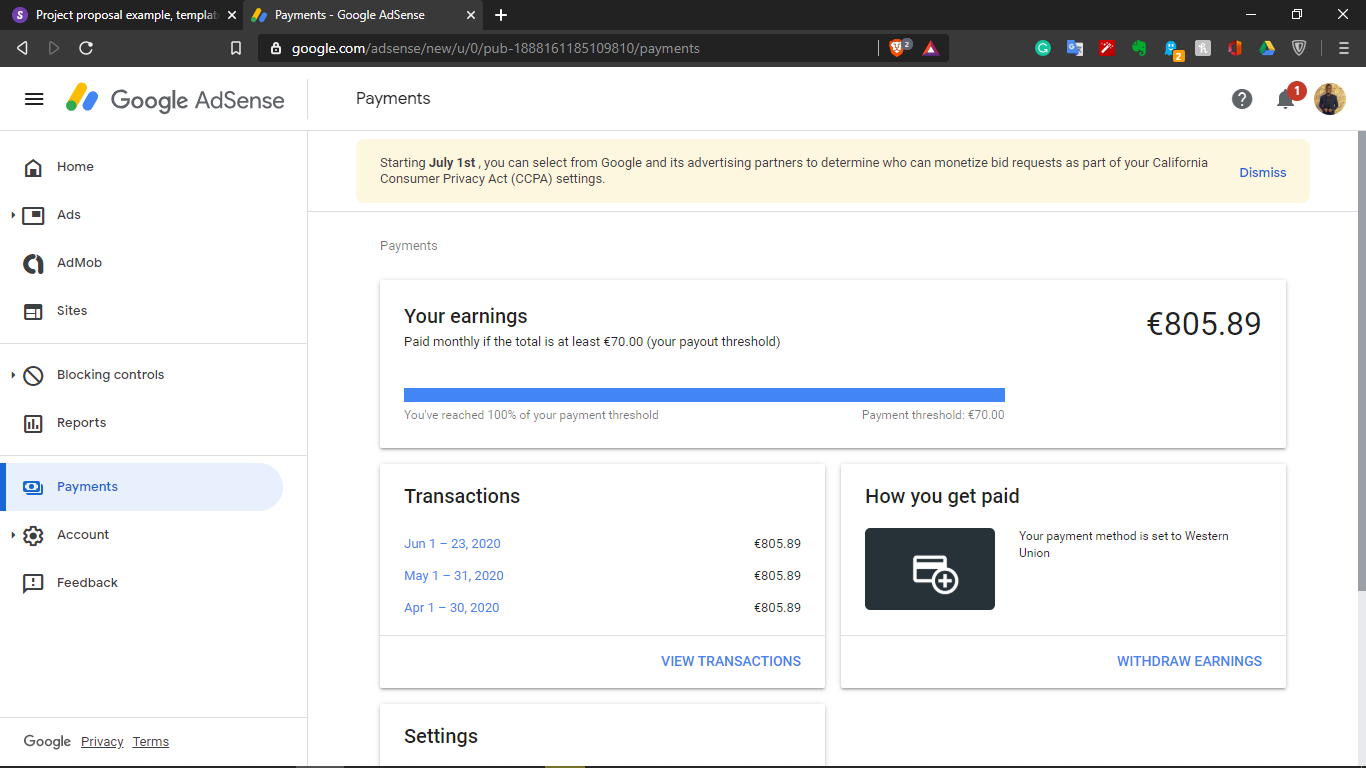 Project proposal example, templat
Payments - Google AdSense
google.com/adsense/new/u/0/pub-1888161185109810/payments
2
2
Google AdSense
Payments
1
Home
Ads
AdMob
Sites
Blocking controls
Reports
Payments
Account
Feedback
Google Privacy Terms
Starting July 1st , you can select from Google and its advertising partners to determine who can monetize bid requests as part of your California
Consumer Privacy Act (CCPA) settings.
Dismiss
Payments
Your earnings
Paid monthly if the total is at least €70.00 (your payout threshold)
€805.89
You've reached 100% of your payment threshold
Payment threshold: €70.00
Transactions
Jun 1 – 23, 2020 €805.89
May 1 – 31, 2020 €805.89
Apr 1 – 30, 2020 €805.89
VIEW TRANSACTIONS
How you get paid
Your payment method is set to Western
Union
WITHDRAW EARNINGS
Settings